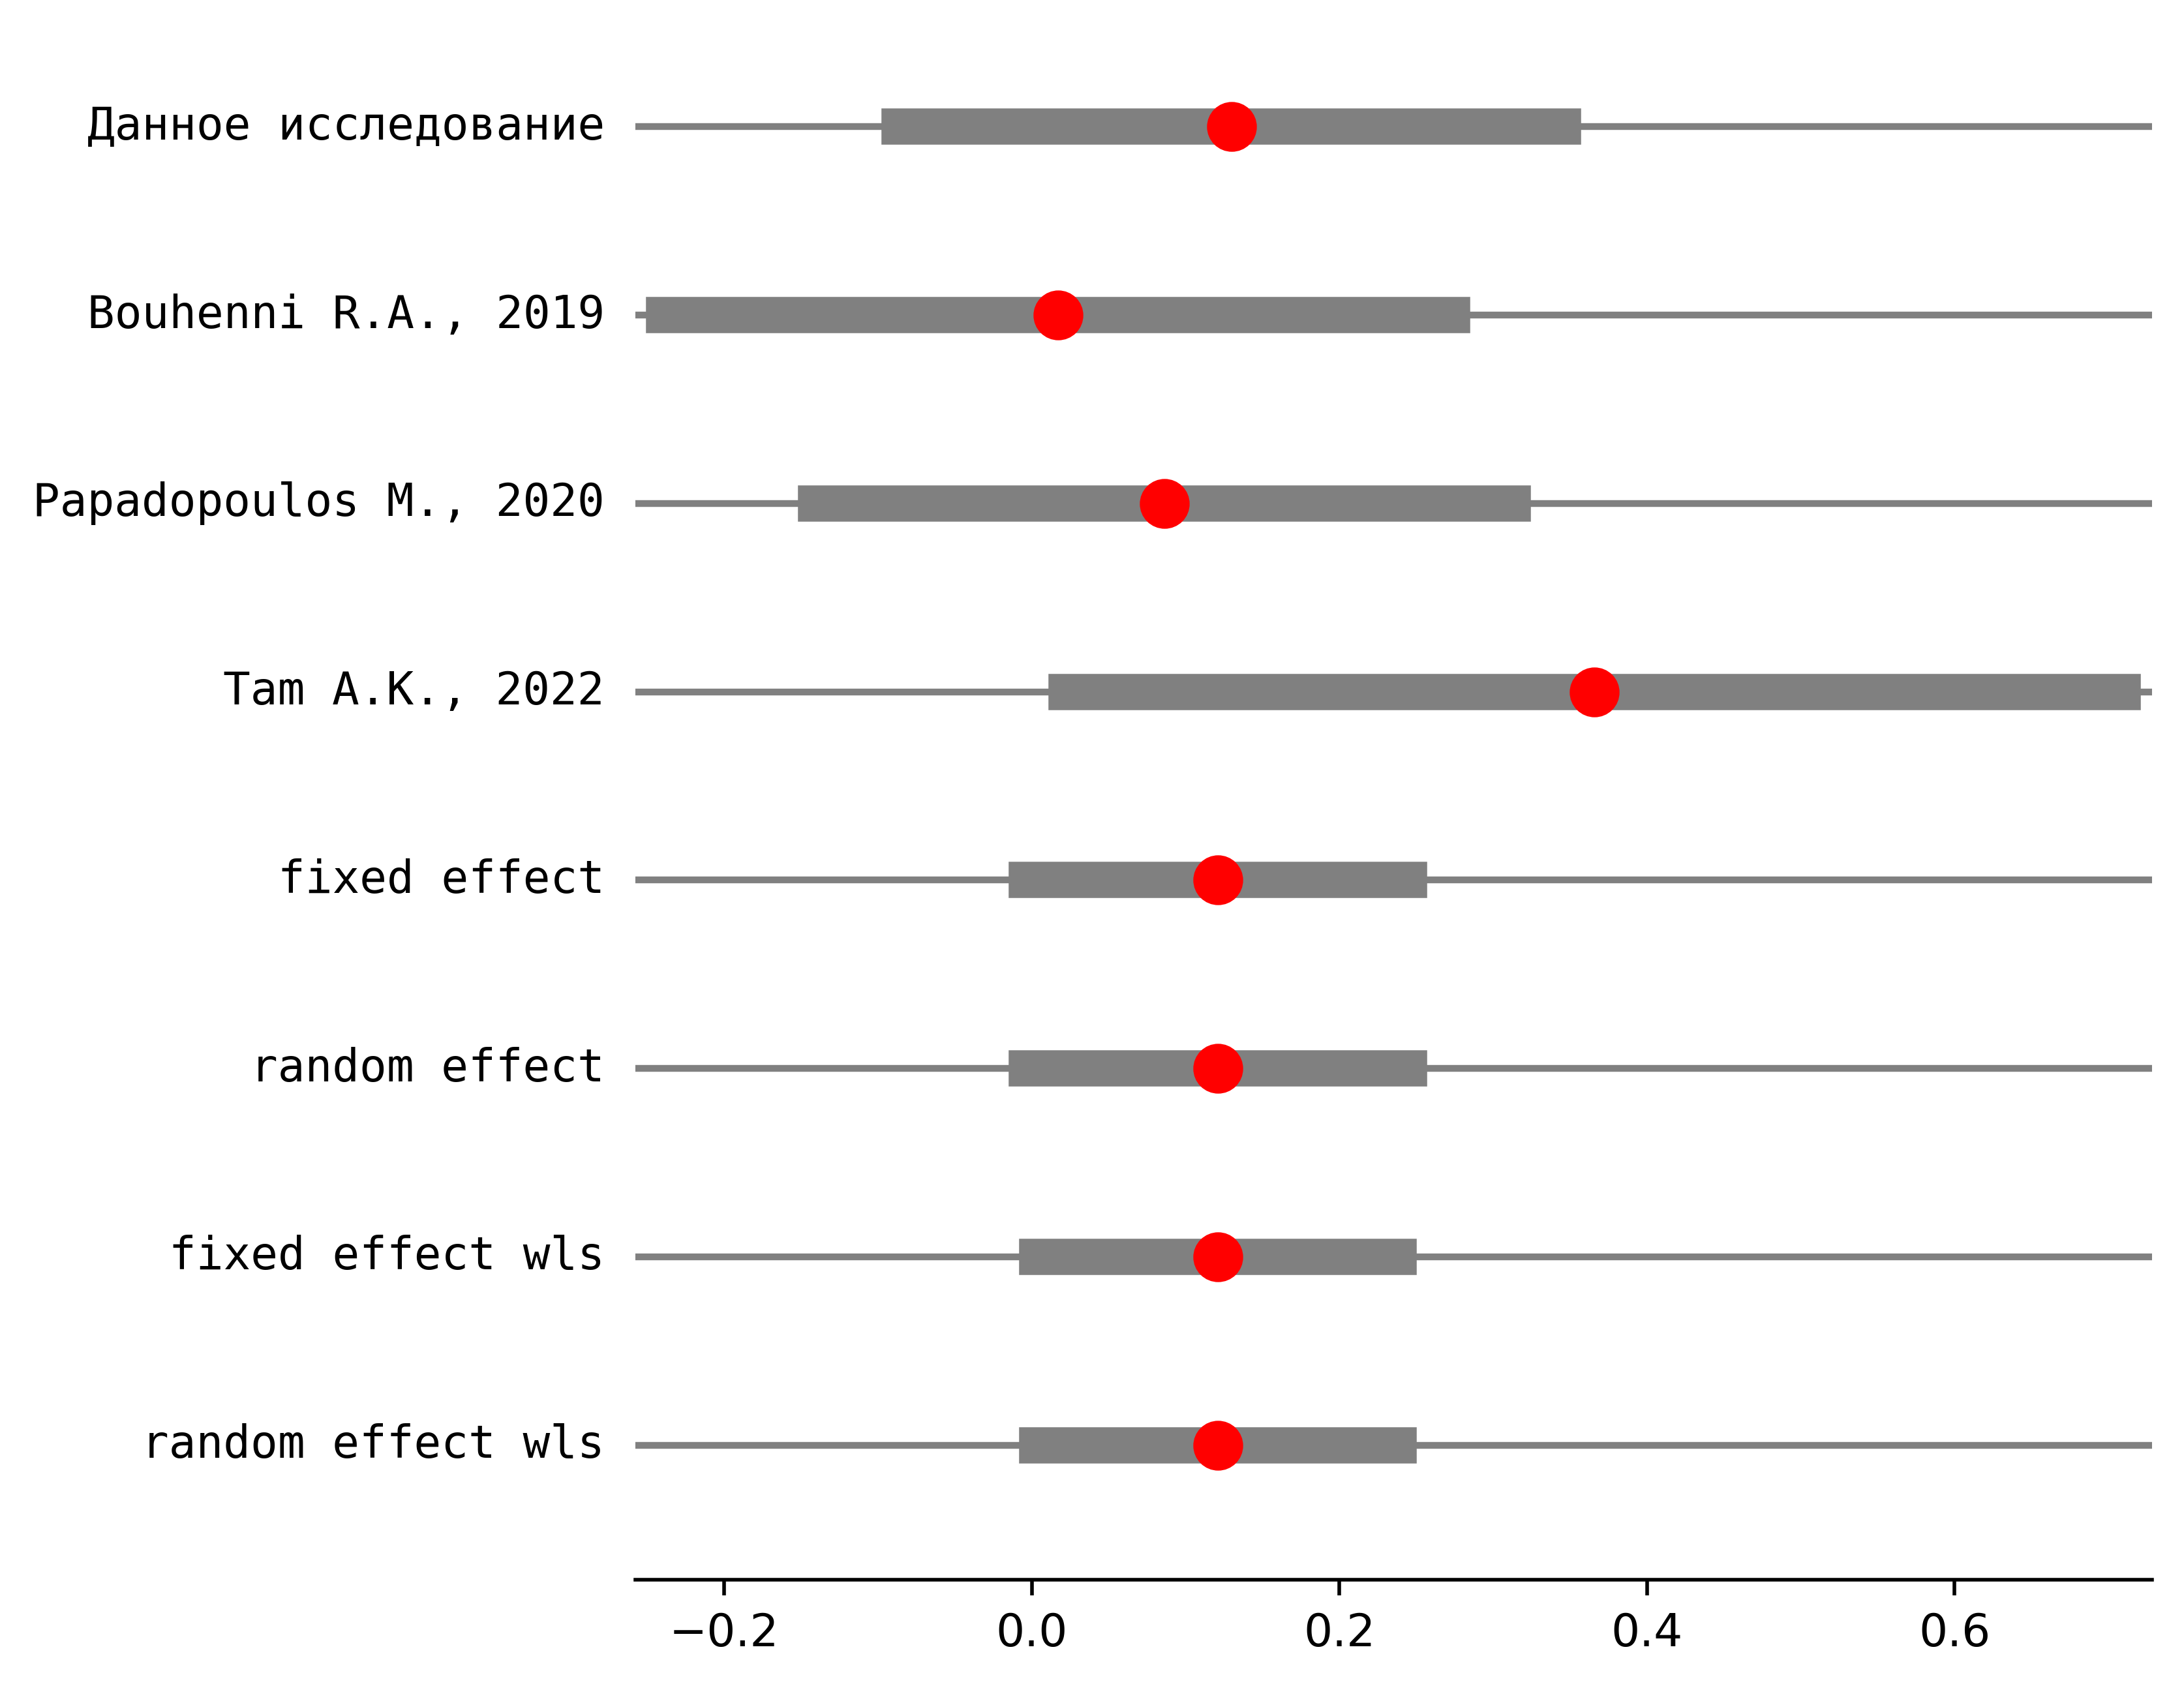 Данное исследование
Bouhenni R.A., 2019
Papadopoulos M., 2020
Tam A.K., 2022
fixed effect
random effect
fixed effect wls
random effect wls
−0.2 0.0 0.2 0.4 0.6